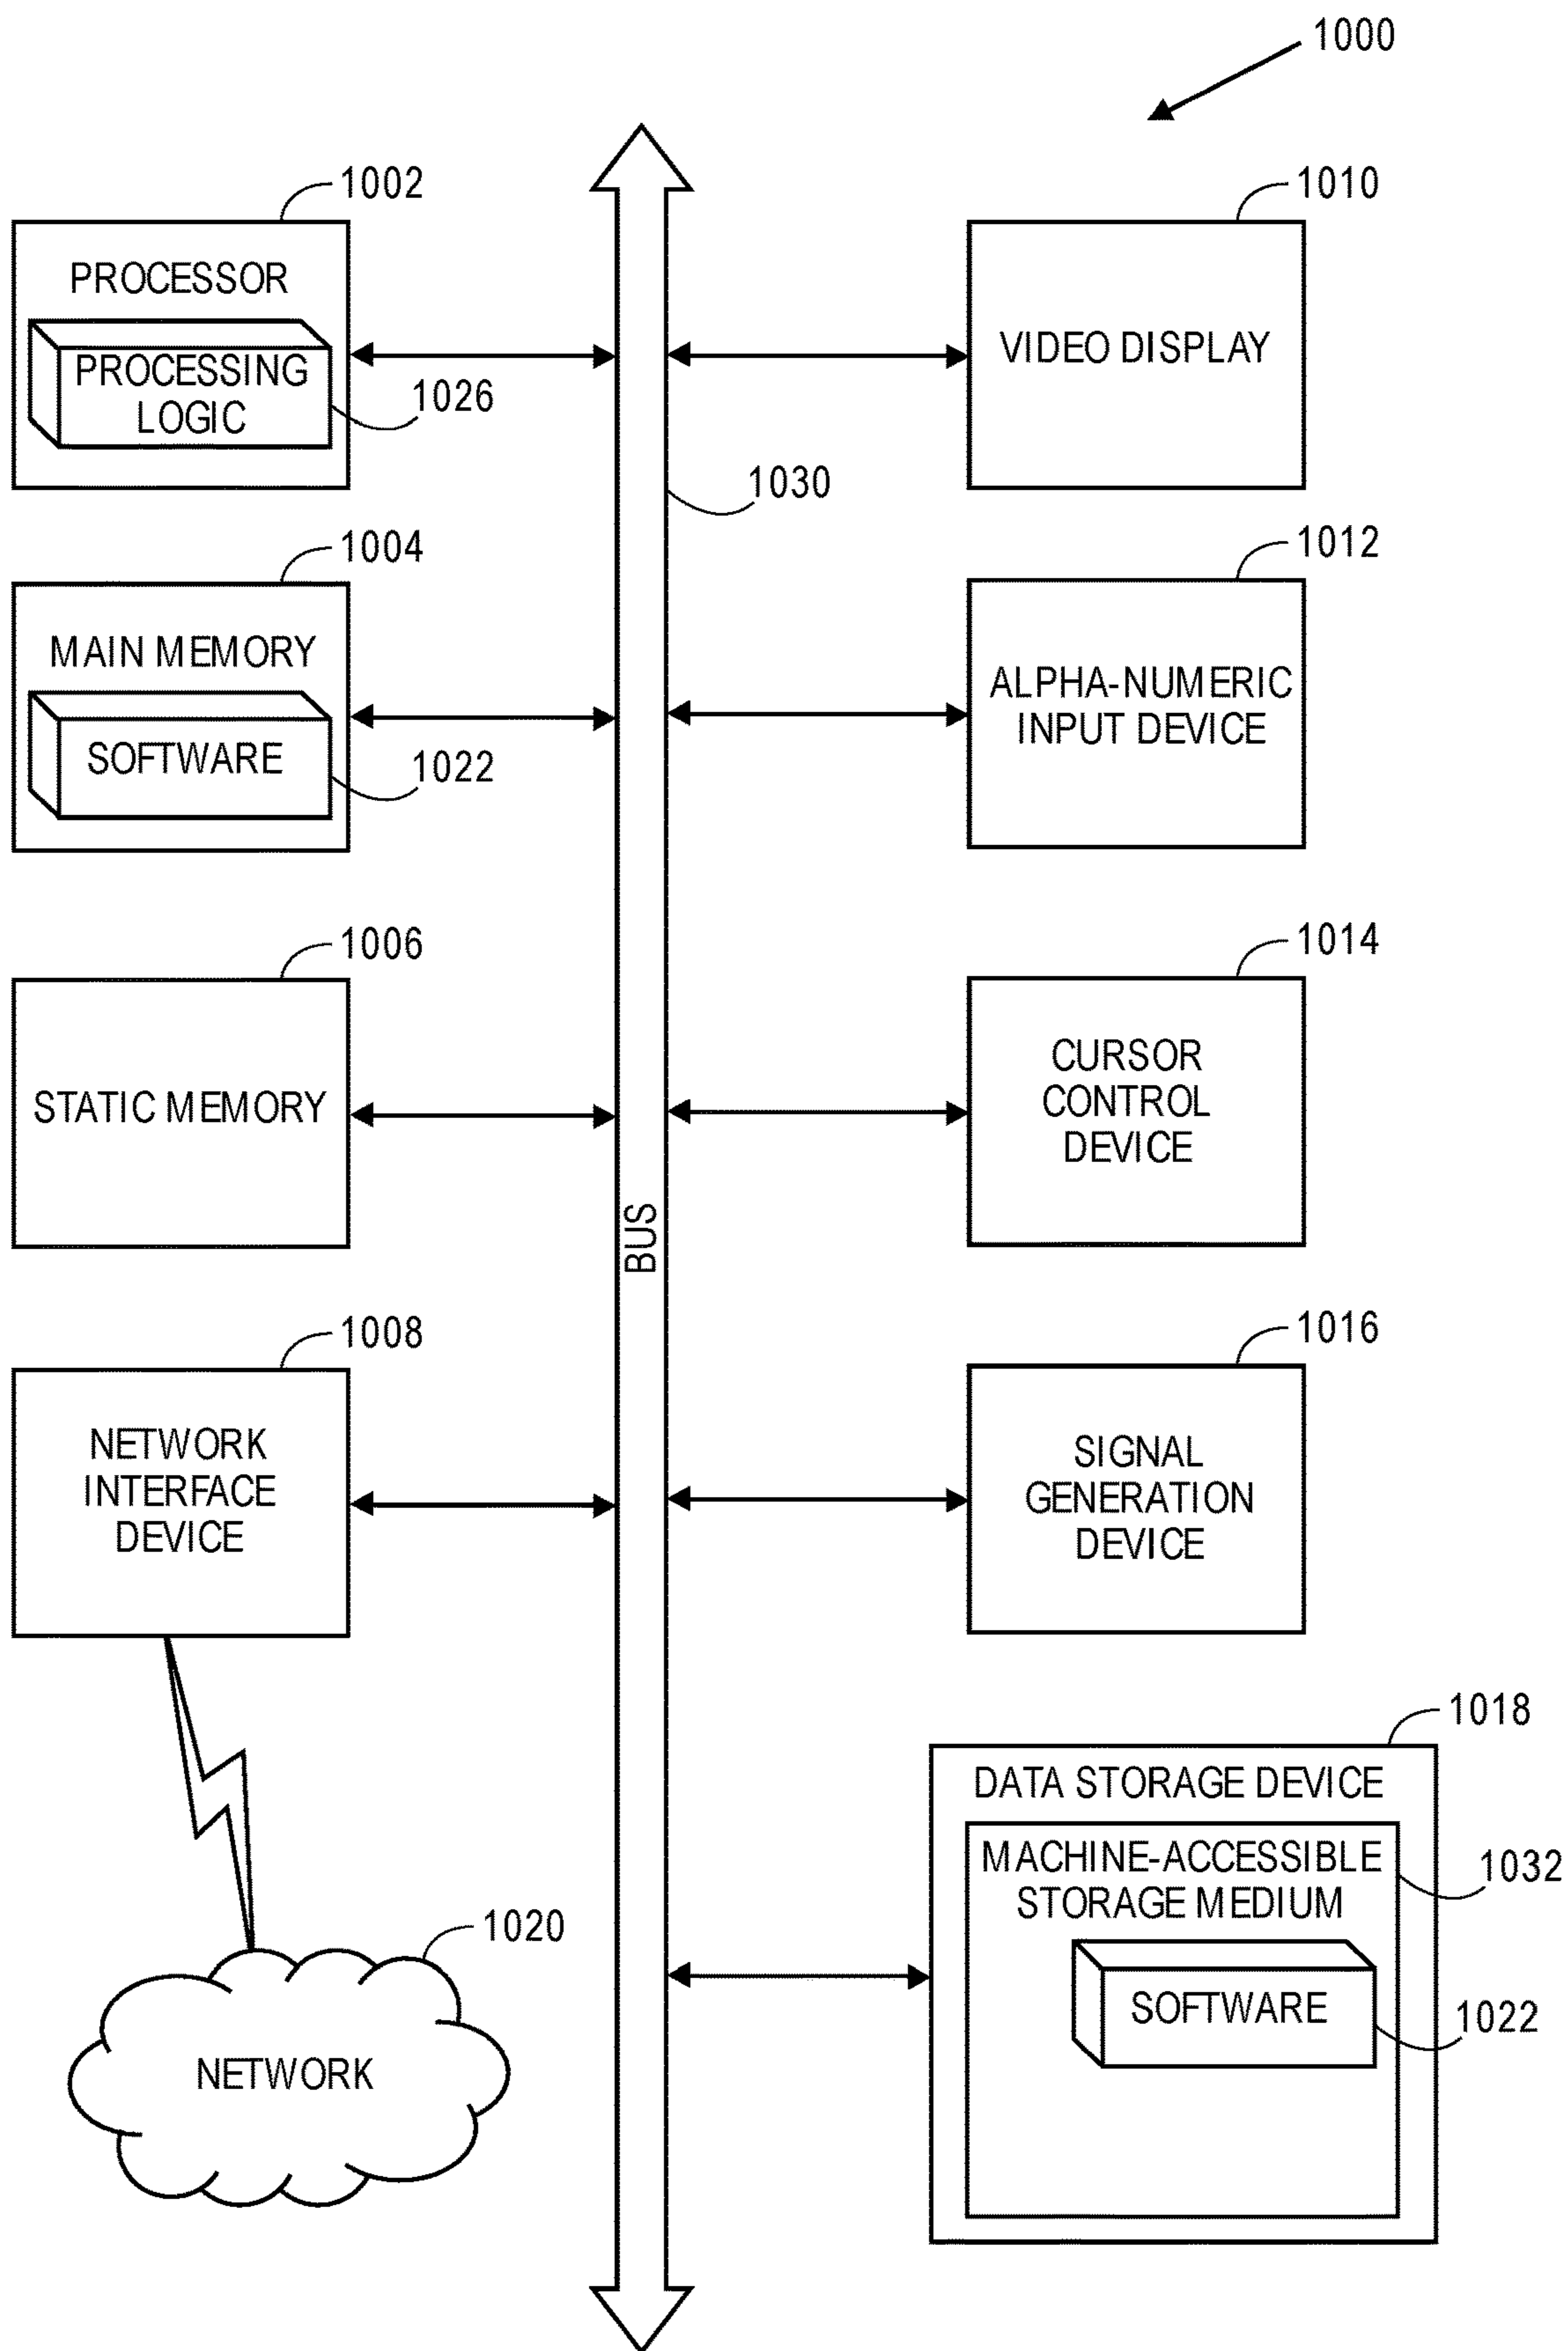 1000
1002
PROCESSOR
PROCESSING
LOGIC
1026
1010
VIDEO DISPLAY
1030
1004
MAIN MEMORY
SOFTWARE
1022
1012
ALPHA-NUMERIC
INPUT DEVICE
1006
STATIC MEMORY
1014
CURSOR
CONTROL
DEVICE
BUS
1008
NETWORK
INTERFACE
DEVICE
1016
SIGNAL
GENERATION
DEVICE
1018
DATA STORAGE DEVICE
MACHINE-ACCESSIBLE
STORAGE MEDIUM
1032
SOFTWARE
1022
1020
NETWORK